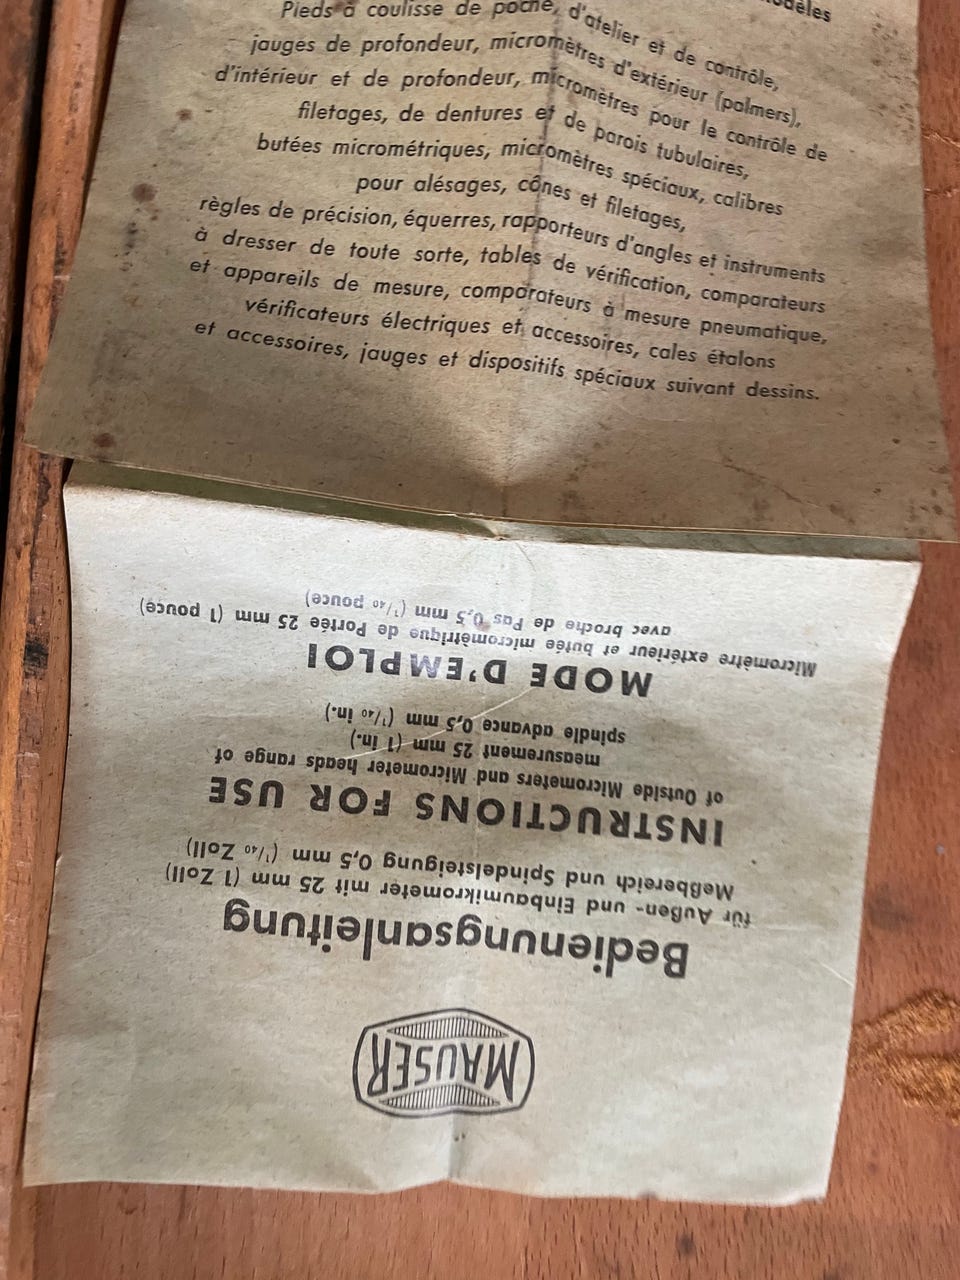 modèles
Pieds à coulisse de poche, d'atelier et de contrôle,
jauges de profondeur, micromètres d'extérieur (palmers),
d'intérieur et de profondeur, micromètres pour le contrôle de
filetages, de dentures et de parois tubulaires,
butées micrométriques, micromètres spéciaux, calibres
pour alésages, cônes et filetages,
règles de précision, équerres, rapporteurs d'angles et instruments
à dresser de toute sorte, tables de vérification, comparateurs
et appareils de mesure, comparateurs à mesure pneumatique,
vérificateurs électriques et accessoires, cales étalons
et accessoires, jauges et dispositifs spéciaux suivant dessins.
MAUSER
Bedienungsanleitung
für Außen- und Einbaumikrometer mit 25 mm (1 Zoll)
Meßbereich und Spindelsteigung 0,5 mm (¹/₄₀ Zoll)
INSTRUCTIONS FOR USE
of Outside Micrometers and Micrometer heads range of
measurement 25 mm (1 in.)
spindle advance 0,5 mm (¹/₄₀ in.)
MODE D'EMPLOI
Micromètre extérieur et butée micrométrique de Portée 25 mm (1 pouce)
avec broche de Pas 0,5 mm (¹/₄₀ pouce)